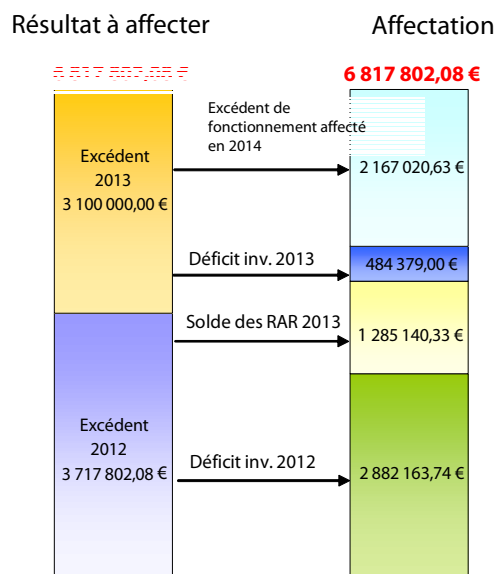 Résultat à affecter
Affectation
6 817 802,08 €
Excédent de
fonctionnement affecté
en 2014
Excédent
2013
3 100 000,00 €
2 167 020,63 €
Déficit inv. 2013
484 379,00 €
Solde des RAR 2013
1 285 140,33 €
Excédent
2012
3 717 802,08 €
Déficit inv. 2012
2 882 163,74 €